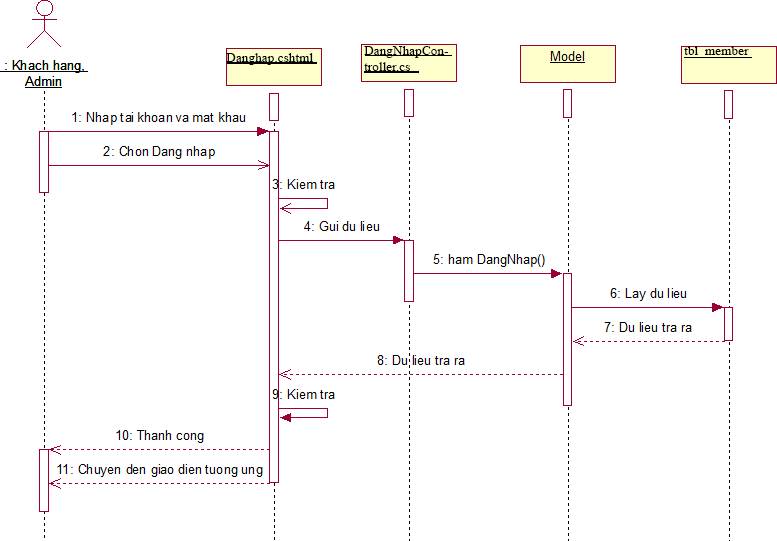 : Khach hang,
Admin
Danghap.cshtml
DangNhapCon-
troller.cs
Model
tbl_member
1: Nhap tai khoan va mat khau
2: Chon Dang nhap
3: Kiem tra
4: Gui du lieu
5: ham DangNhap()
6: Lay du lieu
7: Du lieu tra ra
8: Du lieu tra ra
9: Kiem tra
10: Thanh cong
11: Chuyen den giao dien tuong ung